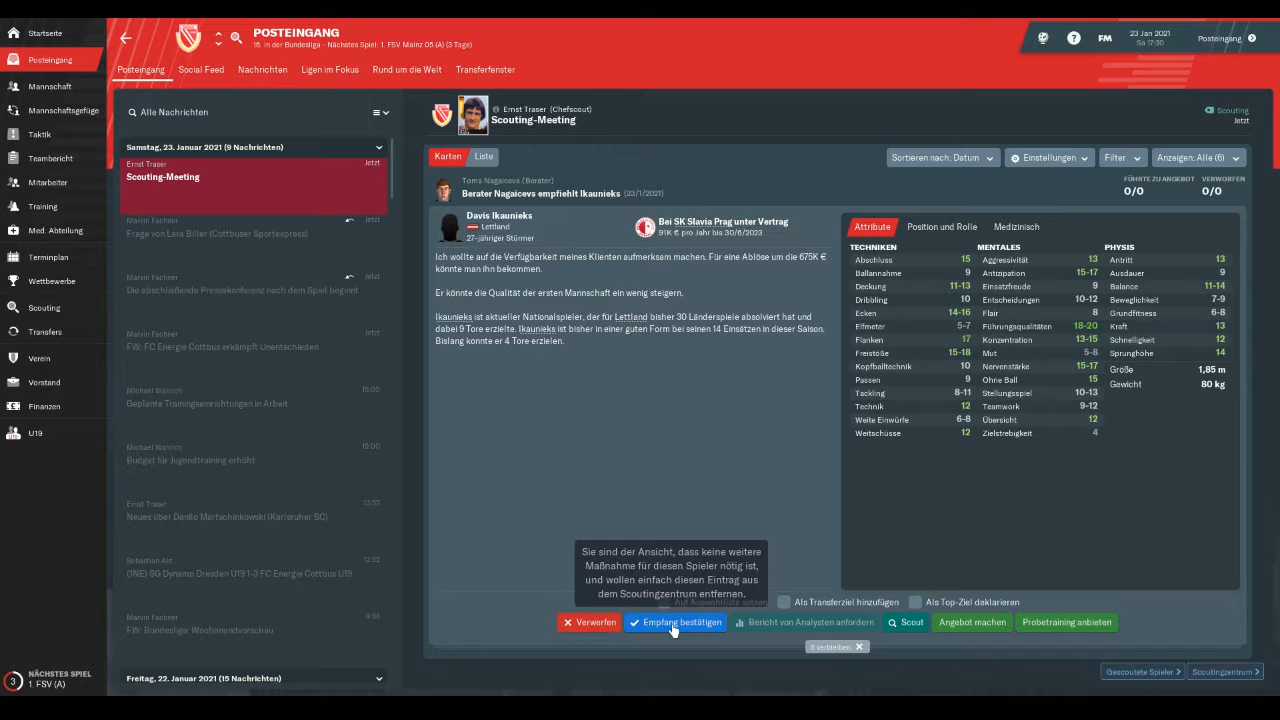 Startseite
Posteingang
Mannschaft
Mannschaftsgefüge
Taktik
Teambericht
Mitarbeiter
Training
Med. Abteilung
Terminplan
Wettbewerbe
Scouting
Transfers
Verein
Vorstand
Finanzen
U19
U19
3
NÄCHSTES SPIEL
1. FSV (A)
POSTEINGANG
16. in der Bundesliga - Nächstes Spiel: 1. FSV Mainz 05 (A) (3 Tage)
? FM
23 Jan 2021
Sa 17:30
Posteingang
Posteingang Social Feed Nachrichten Ligen im Fokus Rund um die Welt Transferfenster
Alle Nachrichten
Samstag, 23. Januar 2021 (9 Nachrichten)
Ernst Traser Jetzt
Scouting-Meeting
Marvin Fachner Jetzt
Frage von Lara Biller (Cottbuser Sportexpress)
Marvin Fachner Jetzt
Die abschließende Pressekonferenz nach dem Spiel beginnt
Marvin Fachner Jetzt
FW: FC Energie Cottbus erkämpft Unentschieden
Michael Wahlich 15:00
Geplante Trainingseinrichtungen in Arbeit
Michael Wahlich 15:00
Budget für Jugendtraining erhöht
Ernst Traser 13:53
Neues über Danilo Martschinkowski (Karlsruher SC)
Sebastian Abt 12:52
(1NE) SG Dynamo Dresden U19 1-3 FC Energie Cottbus U19
Marvin Fachner 9:58
FW: Bundesliga: Wochenendvorschau
Freitag, 22. Januar 2021 (15 Nachrichten)
Ernst Traser (Chefscout)
Scouting-Meeting
Scouting
Jetzt
Karten Liste
Sortieren nach: Datum Einstellungen Filter Anzeigen: Alle (6)
Toms Nagaicevs (Berater)
Berater Nagaicevs empfiehlt Ikaunieks (23/1/2021)
FÜHRTE ZU ANGEBOT VERWORFEN
0/0 0/0
Davis Ikaunieks
Lettland
27-jähriger Stürmer
Bei SK Slavia Prag unter Vertrag
91K € pro Jahr bis 30/6/2023
Ich wollte auf die Verfügbarkeit meines Klienten aufmerksam machen. Für eine Ablöse um die 675K €
könnte man ihn bekommen.
Er könnte die Qualität der ersten Mannschaft ein wenig steigern.
Ikaunieks ist aktueller Nationalspieler, der für Lettland bisher 30 Länderspiele absolviert hat und
dabei 9 Tore erzielte. Ikaunieks ist bisher in einer guten Form bei seinen 14 Einsätzen in dieser Saison.
Bislang konnte er 4 Tore erzielen.
Attribute Position und Rolle Medizinisch
TECHNIKEN MENTALES PHYSIS
Abschluss 15 Aggressivität 13 Antritt 13
Ballannahme 9 Antizipation 15-17 Ausdauer 9
Deckung 11-13 Einsatzfreude 9 Balance 11-14
Dribbling 10 Entscheidungen 10-12 Beweglichkeit 7-9
Ecken 14-16 Flair 8 Grundfitness 6-8
Elfmeter 5-7 Führungsqualitäten 18-20 Kraft 13
Flanken 17 Konzentration 13-15 Schnelligkeit 12
Freistöße 15-18 Mut 5-8 Sprunghöhe 14
Kopfballtechnik 10 Nervenstärke 15-17 Größe 1,85 m
Passen 9 Ohne Ball 15 Gewicht 80 kg
Tackling 8-11 Stellungsspiel 10-13
Technik 12 Teamwork 9-12
Weite Einwürfe 6-8 Übersicht 12
Weitschüsse 12 Zielstrebigkeit 4
Sie sind der Ansicht, dass keine weitere
Maßnahme für diesen Spieler nötig ist,
und wollen einfach diesen Eintrag aus
dem Scoutingzentrum entfernen.
Auf Auswahlliste setzen Als Transferziel hinzufügen Als Top-Ziel deklarieren
Verwerfen Empfang bestätigen Bericht von Analysten anfordern Scout Angebot machen Probetraining anbieten
verbleiben
Gescoutete Spieler Scoutingzentrum